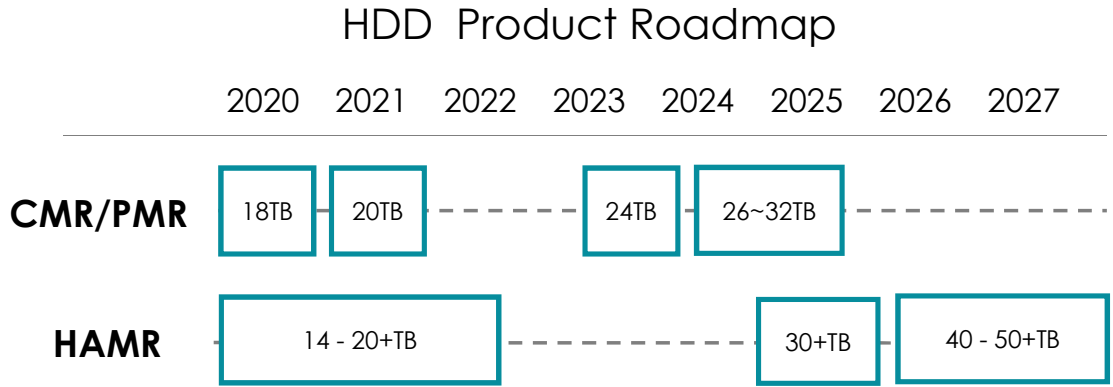 HDD Product Roadmap
2020 2021 2022 2023 2024 2025 2026 2027
CMR/PMR 18TB 20TB 24TB 26~32TB
HAMR 14 - 20+TB 30+TB 40 - 50+TB